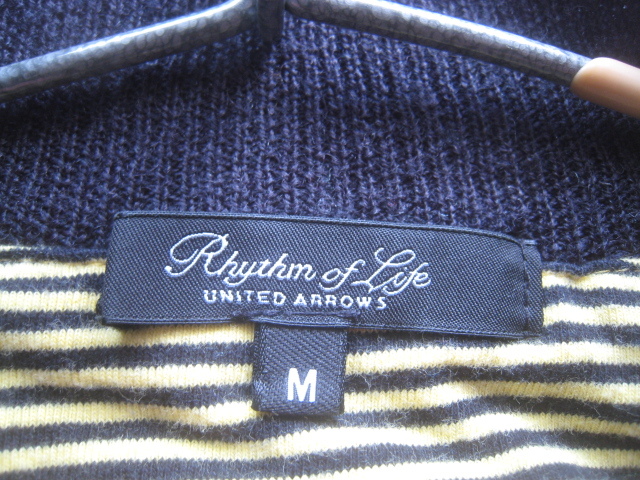 Rhythm of Life
UNITED ARROWS
M